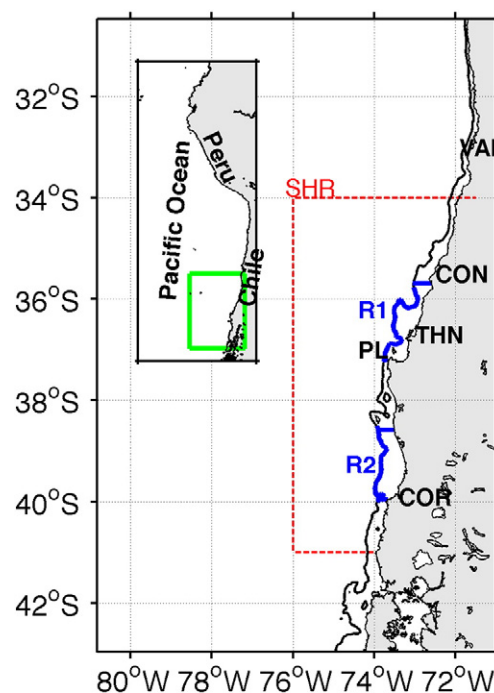 32°S
34°S
36°S
38°S
40°S
42°S
80°W
78°W
76°W
74°W
72°W
Pacific Ocean
Peru
Chile
SHR
VAL
CON
R1
THN
PL
R2
COR